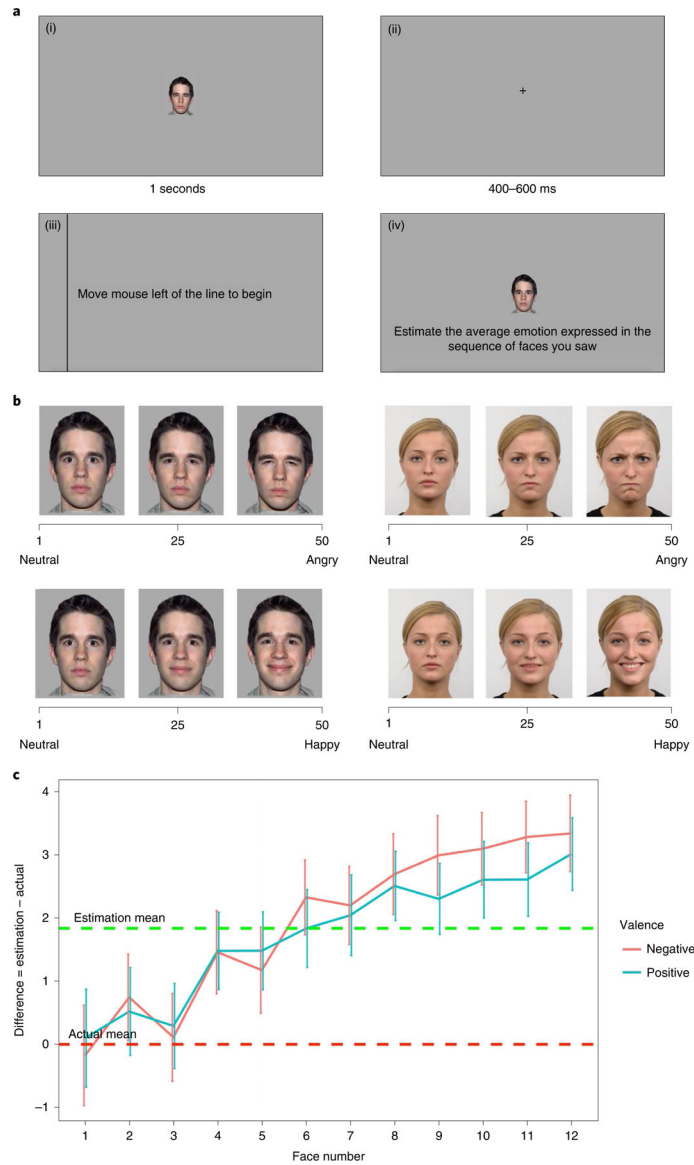 a
(i)
(ii)
+
1 seconds
400–600 ms
(iii)
Move mouse left of the line to begin
(iv)
Estimate the average emotion expressed in the
sequence of faces you saw
b
1 25 50
Neutral Angry
1 25 50
Neutral Angry
1 25 50
Neutral Happy
1 25 50
Neutral Happy
c
Difference = estimation – actual
4
3
2
1
0
–1
Estimation mean
Actual mean
Valence
Negative
Positive
1 2 3 4 5 6 7 8 9 10 11 12
Face number